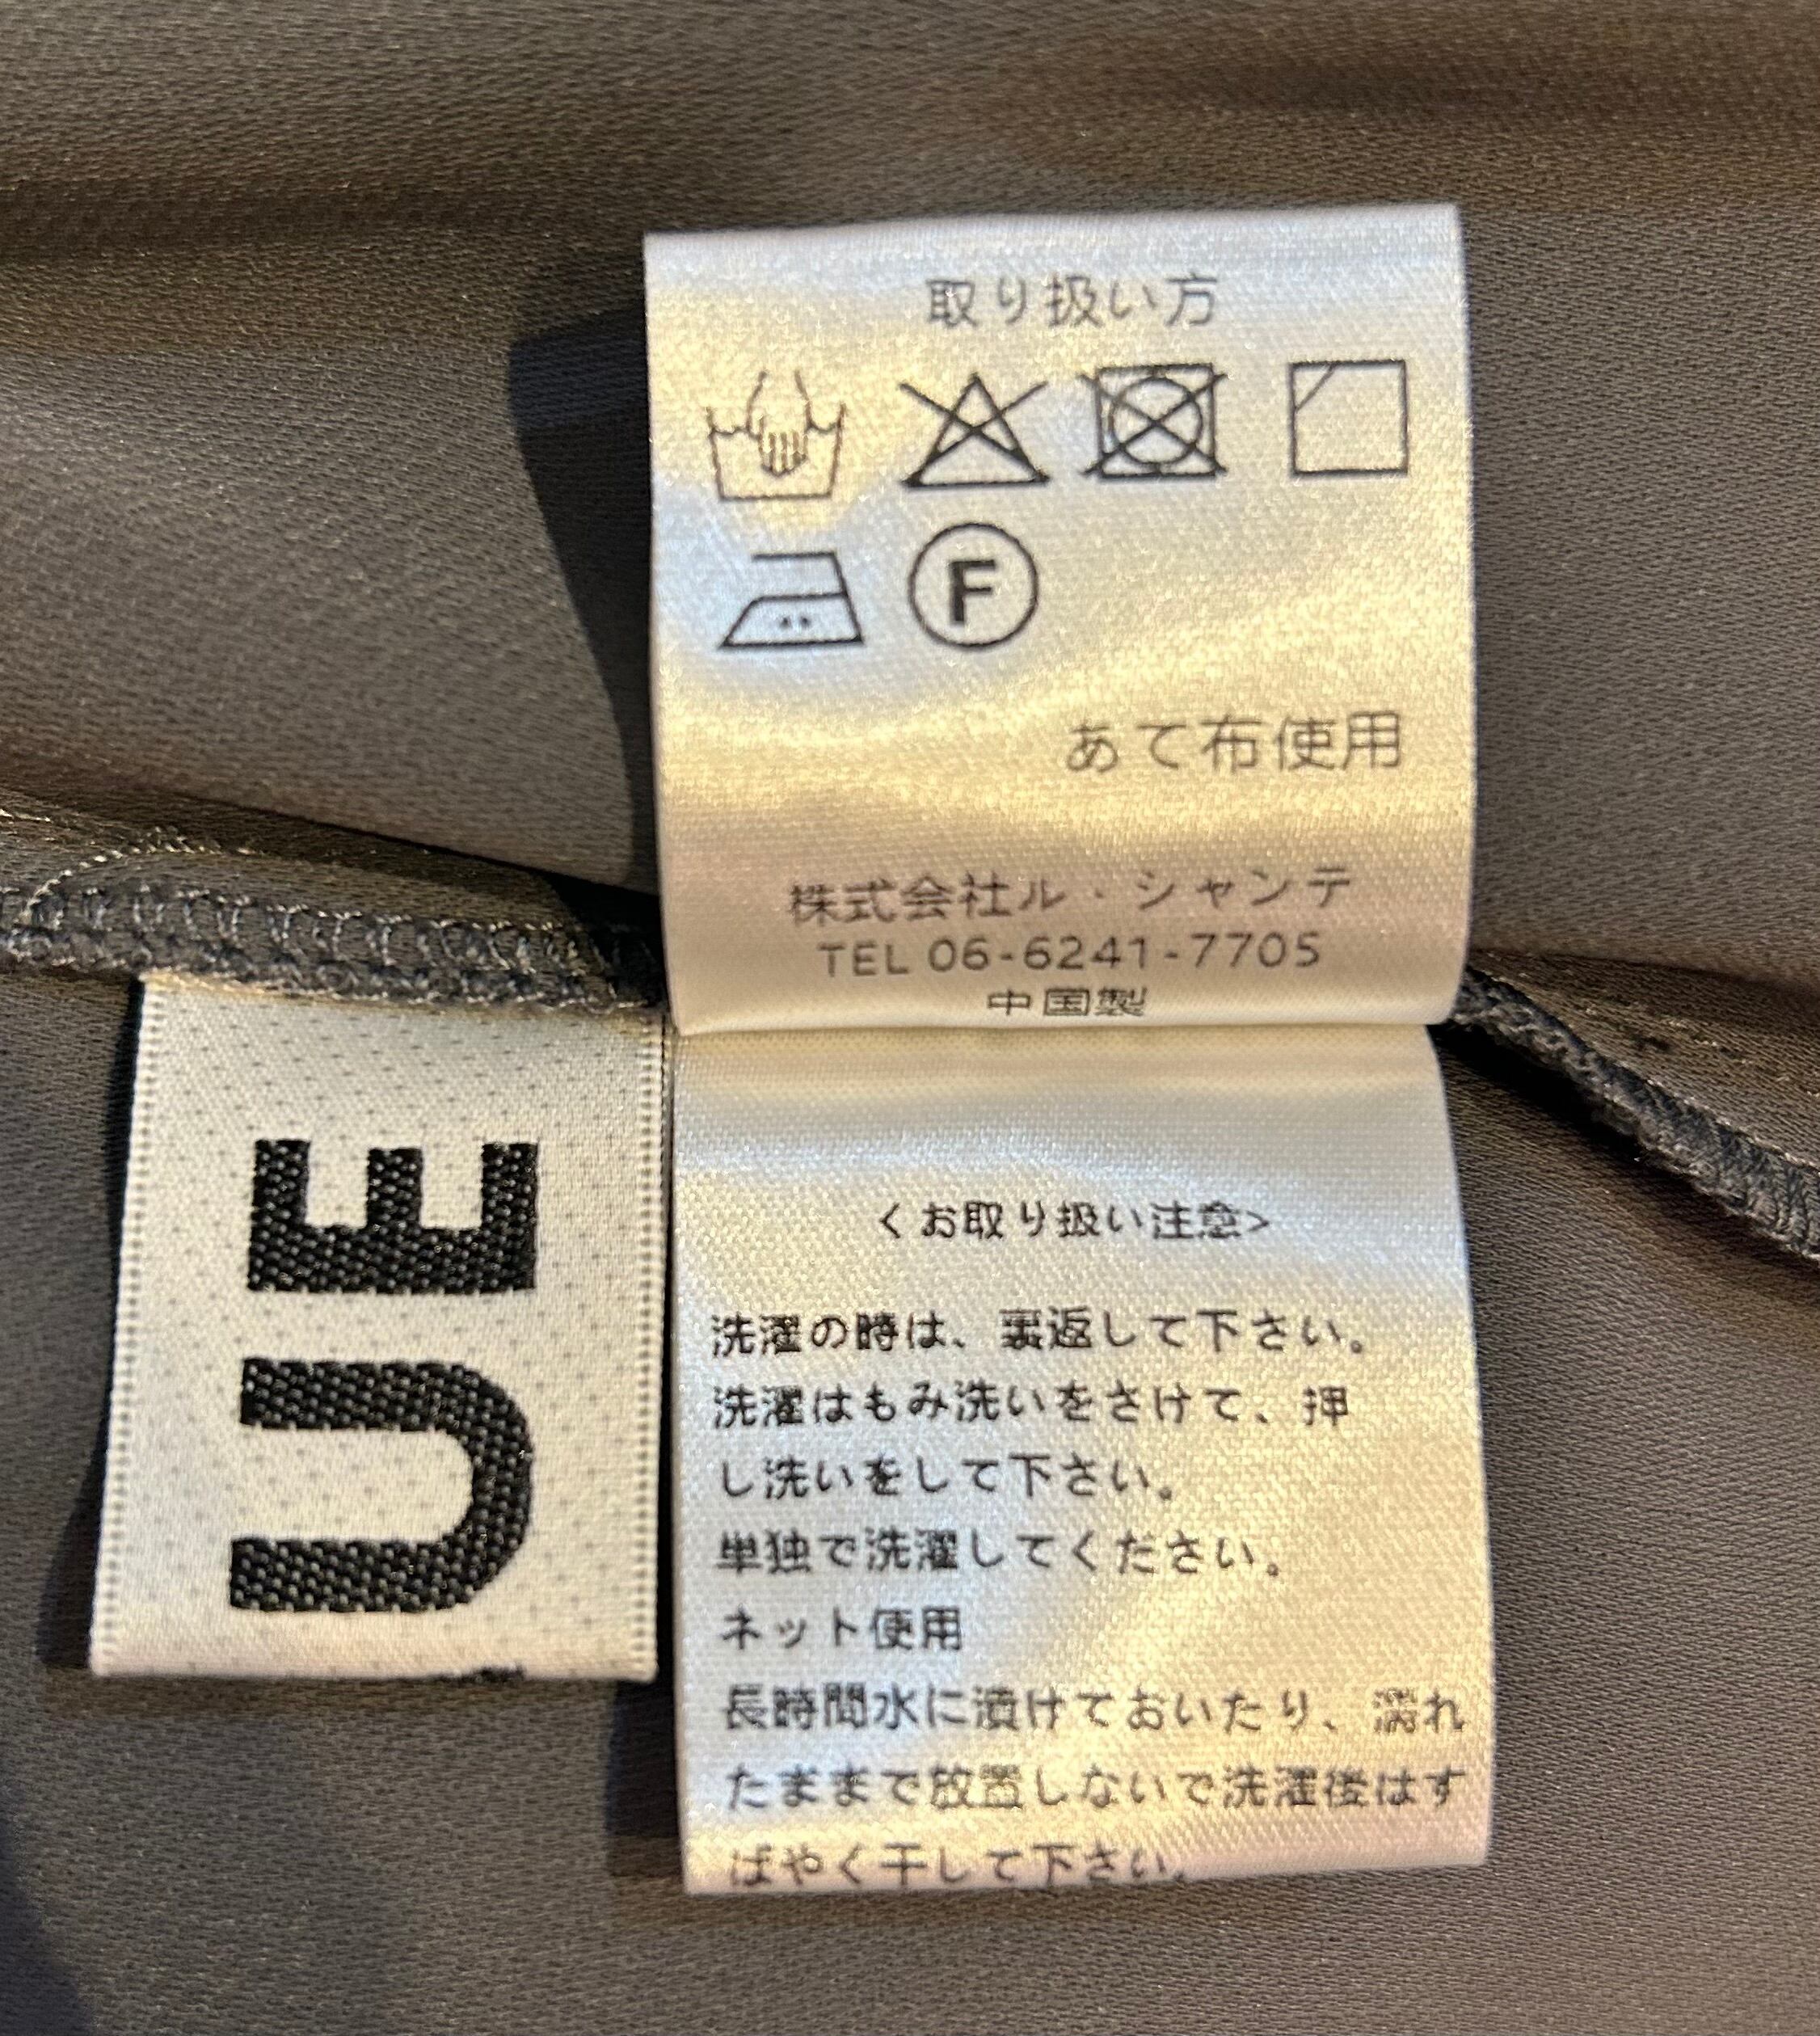 取り扱い方
F
あて布使用
株式会社ル・シャンテ
TEL 06-6241-7705
中国製
UE
<お取り扱い注意>
洗濯の時は、裏返して下さい。
洗濯はもみ洗いをさけて、押
し洗いをして下さい。
単独で洗濯してください。
ネット使用
長時間水に漬けておいたり、濡れ
たままで放置しないで洗濯後はす
ばやく干して下さい。